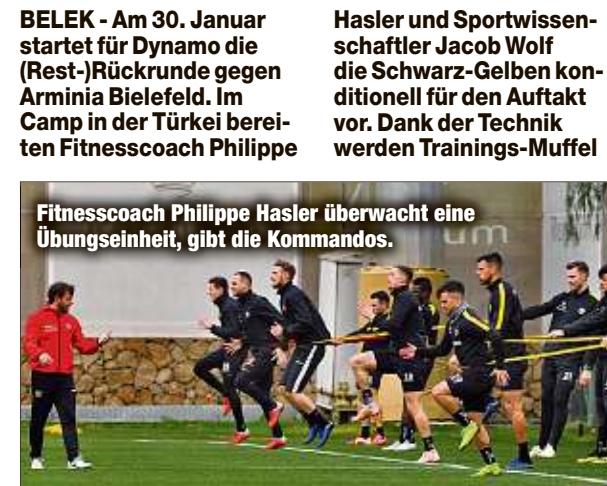 BELEK - Am 30. Januar
startet für Dynamo die
(Rest-)Rückrunde gegen
Arminia Bielefeld. Im
Camp in der Türkei berei-
ten Fitnesscoach Philippe
Hasler und Sportwissen-
schaftler Jacob Wolf
die Schwarz-Gelben kon-
ditionell für den Auftakt
vor. Dank der Technik
werden Trainings-Muffel
Fitnesscoach Philippe Hasler überwacht eine
Übungseinheit, gibt die Kommandos.
um